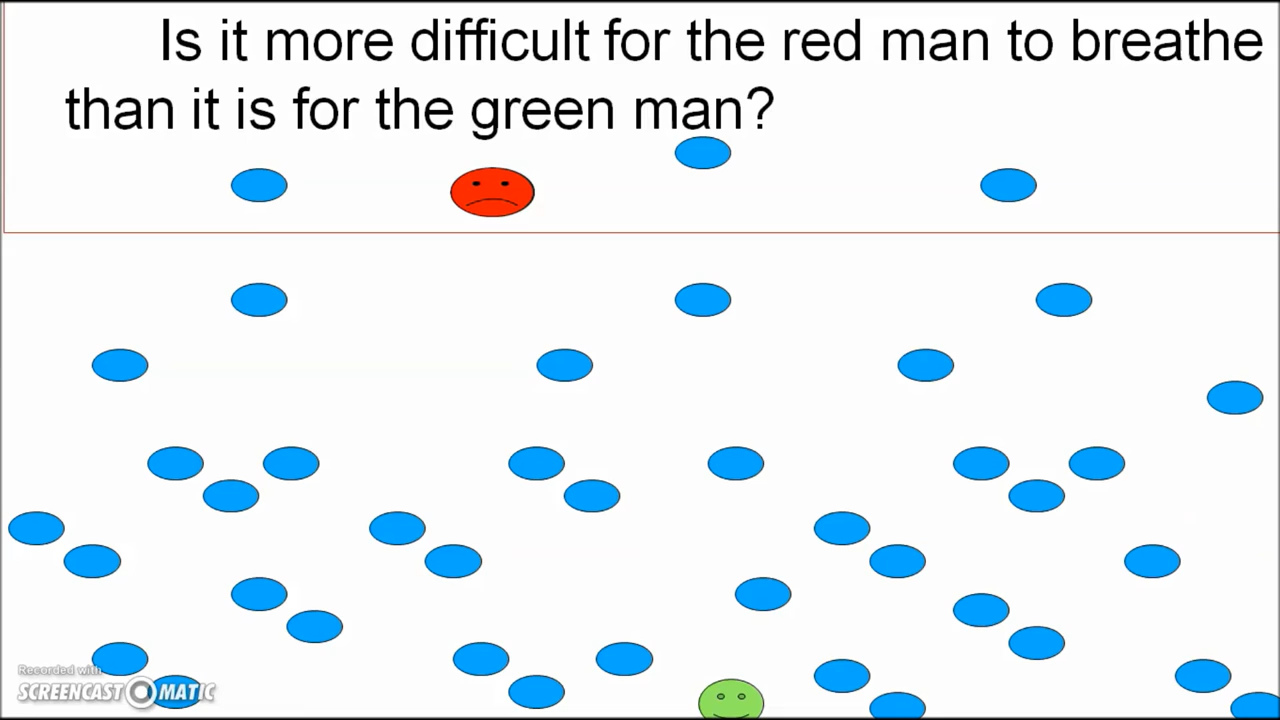 Is it more difficult for the red man to breathe
than it is for the green man?
Recorded with
SCREENCAST MATIC